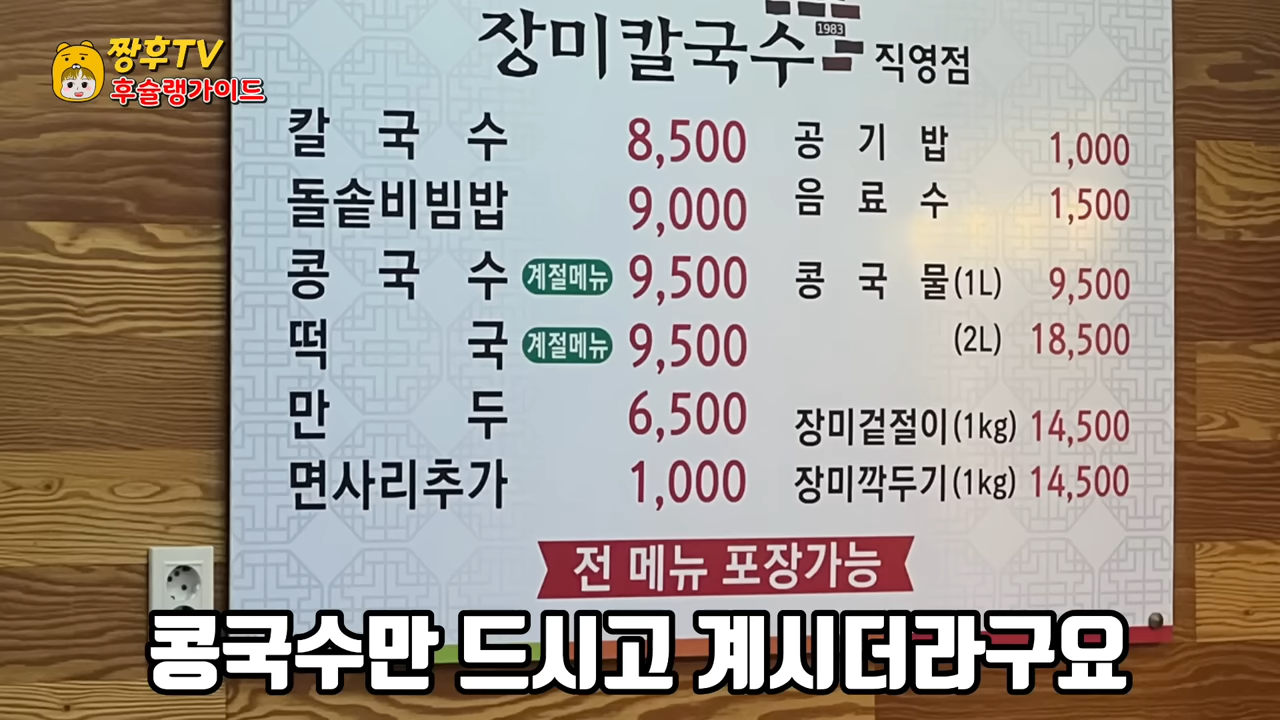 짱후TV
후슐랭가이드
장미칼국수 1983 직영점
칼국수 8,500
돌솥비빔밥 9,000
콩국수 계절메뉴 9,500
떡국 계절메뉴 9,500
만두 6,500
면사리추가 1,000
공기밥 1,000
음료수 1,500
콩국물(1L) 9,500
(2L) 18,500
장미겉절이(1kg) 14,500
장미깍두기(1kg) 14,500
전 메뉴 포장가능
콩국수만 드시고 계시더라구요